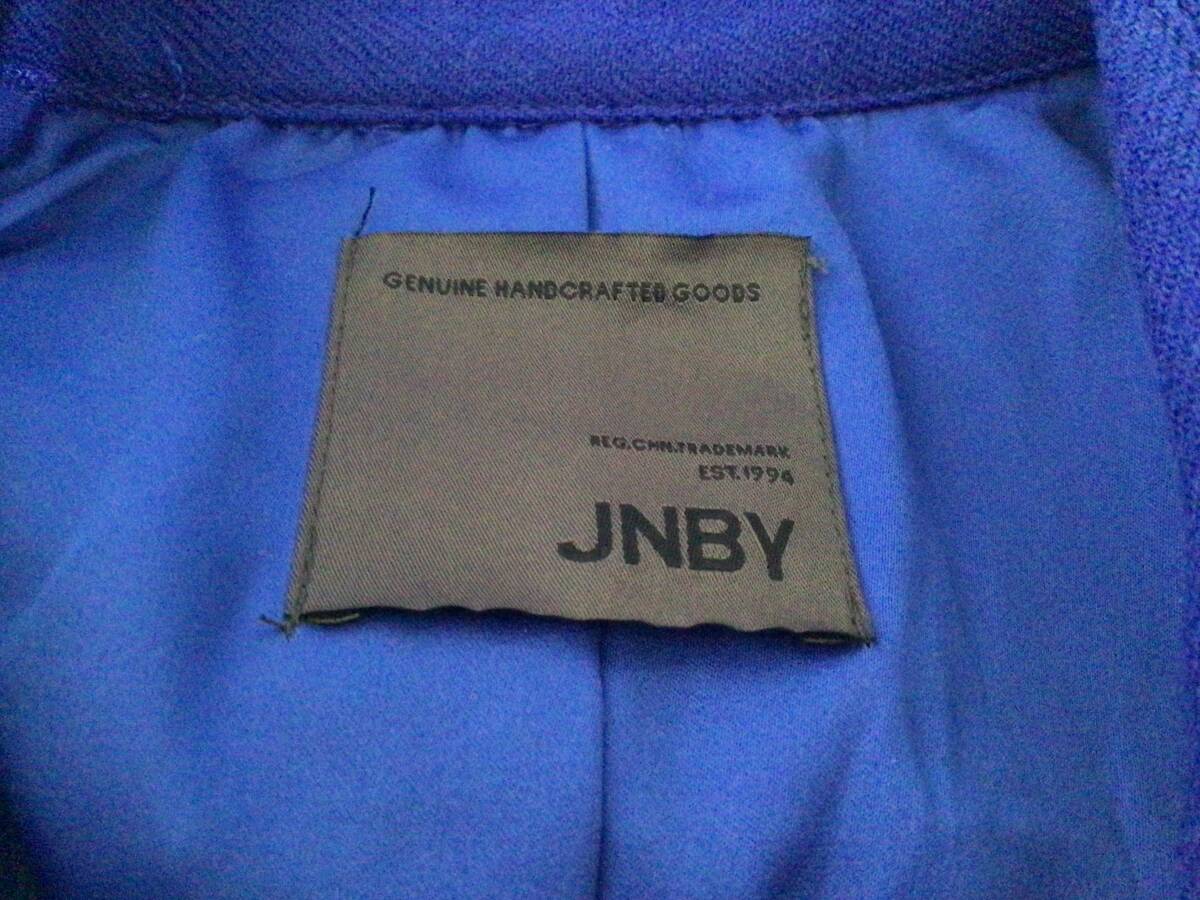 GENUINE HANDCRAFTED GOODS
REG.CHN.TRADEMARK
EST.1994
JNBY